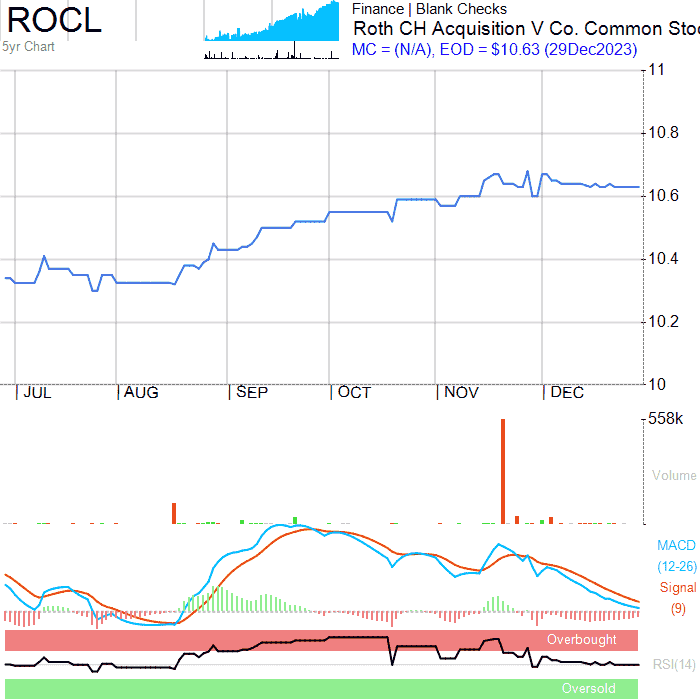 ROCL
5yr Chart
Finance | Blank Checks
Roth CH Acquisition V Co. Common Sto
MC = (N/A), EOD = $10.63 (29Dec2023)
11
10.8
10.6
10.4
10.2
10
JUL AUG SEP OCT NOV DEC
558k
Volume
MACD
(12-26)
Signal
(9)
Overbought
RSI(14)
Oversold